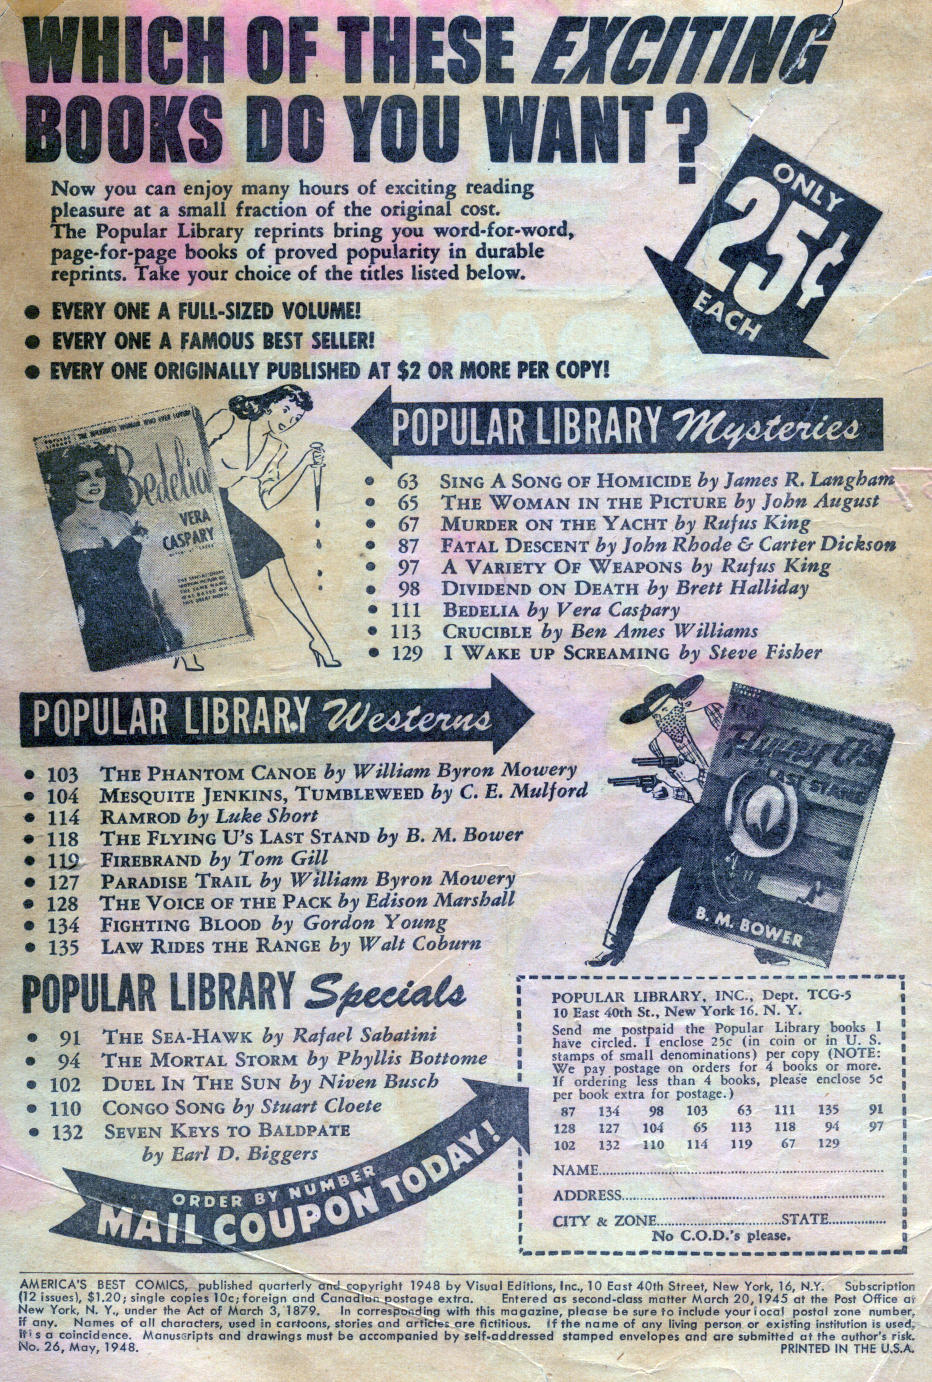 WHICH OF THESE EXCITING
BOOKS DO YOU WANT?
Now you can enjoy many hours of exciting reading
pleasure at a small fraction of the original cost.
The Popular Library reprints bring you word-for-word,
page-for-page books of proved popularity in durable
reprints. Take your choice of the titles listed below.
ONLY
25¢
EACH
● EVERY ONE A FULL-SIZED VOLUME!
● EVERY ONE A FAMOUS BEST SELLER!
● EVERY ONE ORIGINALLY PUBLISHED AT $2 OR MORE PER COPY!
Bedelia
VERA
CASPARY
POPULAR LIBRARY Mysteries
● 63 SING A SONG OF HOMICIDE by James R. Langham
● 65 THE WOMAN IN THE PICTURE by John August
● 67 MURDER ON THE YACHT by Rufus King
● 87 FATAL DESCENT by John Rhode & Carter Dickson
● 97 A VARIETY OF WEAPONS by Rufus King
● 98 DIVIDEND ON DEATH by Brett Halliday
● 111 BEDELIA by Vera Caspary
● 113 CRUCIBLE by Ben Ames Williams
● 129 I WAKE UP SCREAMING by Steve Fisher
POPULAR LIBRARY Westerns
● 103 THE PHANTOM CANOE by William Byron Mowery
● 104 MESQUITE JENKINS, TUMBLEWEED by C. E. Mulford
● 114 RAMROD by Luke Short
● 118 THE FLYING U'S LAST STAND by B. M. Bower
● 119 FIREBRAND by Tom Gill
● 127 PARADISE TRAIL by William Byron Mowery
● 128 THE VOICE OF THE PACK by Edison Marshall
● 134 FIGHTING BLOOD by Gordon Young
● 135 LAW RIDES THE RANGE by Walt Coburn
Flying U's
LAST STAND
B. M. BOWER
POPULAR LIBRARY Specials
● 91 THE SEA-HAWK by Rafael Sabatini
● 94 THE MORTAL STORM by Phyllis Bottome
● 102 DUEL IN THE SUN by Niven Busch
● 110 CONGO SONG by Stuart Cloete
● 132 SEVEN KEYS TO BALDPATE
by Earl D. Biggers
ORDER BY NUMBER
MAIL COUPON TODAY!
POPULAR LIBRARY, INC., Dept. TCG-5
10 East 40th St., New York 16. N. Y.
Send me postpaid the Popular Library books I
have circled. I enclose 25c (in coin or in U. S.
stamps of small denominations) per copy (NOTE:
We pay postage on orders for 4 books or more.
If ordering less than 4 books, please enclose 5c
per book extra for postage.)
87 134 98 103 63 111 135 91
128 127 104 65 113 118 94 97
102 132 110 114 119 67 129
NAME
ADDRESS
CITY & ZONE STATE
No C.O.D.'s please.
AMERICA'S BEST COMICS, published quarterly and copyright 1948 by Visual Editions, Inc., 10 East 40th Street, New York, 16, N.Y. Subscription
(12 issues), $1.20; single copies 10c; foreign and Canadian postage extra. Entered as second-class matter March 20, 1945 at the Post Office at
New York, N. Y., under the Act of March 3, 1879. In corresponding with this magazine, please be sure to include your local postal zone number,
if any. Names of all characters, used in cartoons, stories and articles are fictitious. If the name of any living person or existing institution is used,
it is a coincidence. Manuscripts and drawings must be accompanied by self-addressed stamped envelopes and are submitted at the author's risk.
No. 26, May, 1948. PRINTED IN THE U.S.A.